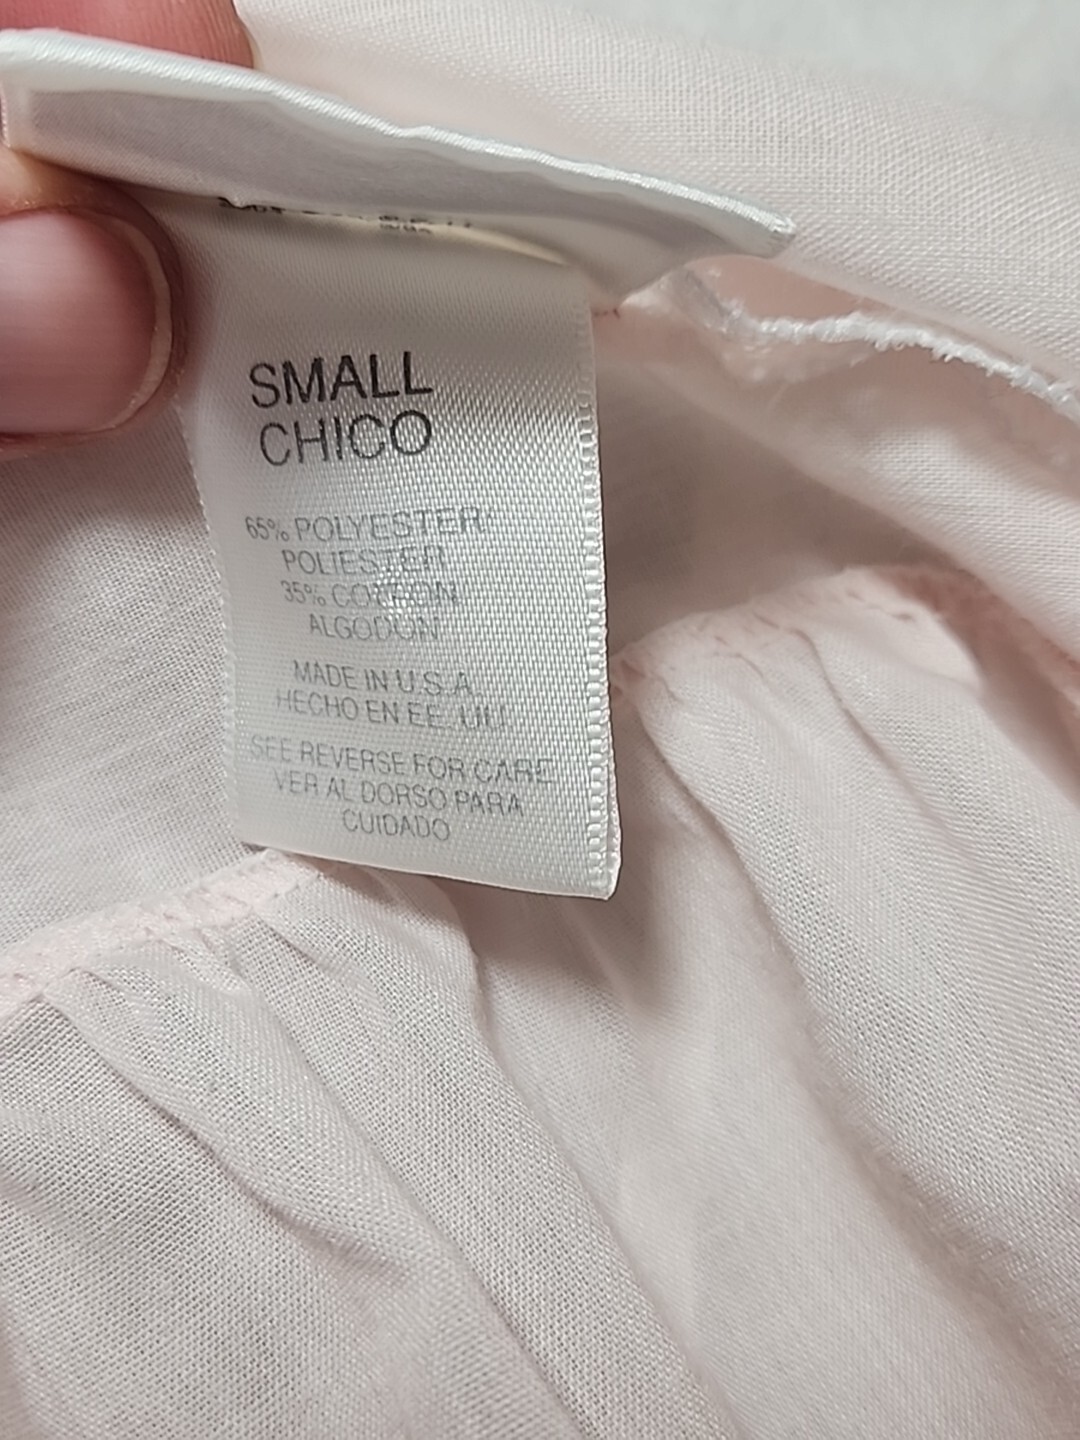 SMALL
CHICO
65% POLYESTER
POLIESTER
35% COTTON
ALGODON
MADE IN U.S.A.
HECHO EN EE. UU.
SEE REVERSE FOR CARE
VER AL DORSO PARA
CUIDADO